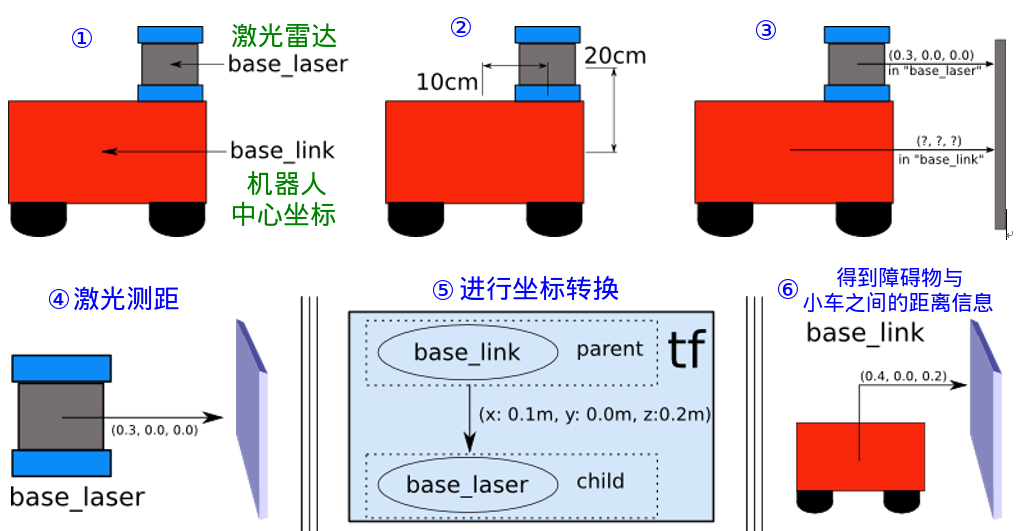 ①
激光雷达
base_laser
base_link
机器人
中心坐标
②
20cm
10cm
③
(0.3, 0.0, 0.0)
in "base_laser"
(?, ?, ?)
in "base_link"
④激光测距
(0.3, 0.0, 0.0)
base_laser
⑤ 进行坐标转换
base_link
parent
tf
(x: 0.1m, y: 0.0m, z:0.2m)
base_laser
child
⑥
得到障碍物与
小车之间的距离信息
base_link
(0.4, 0.0, 0.2)